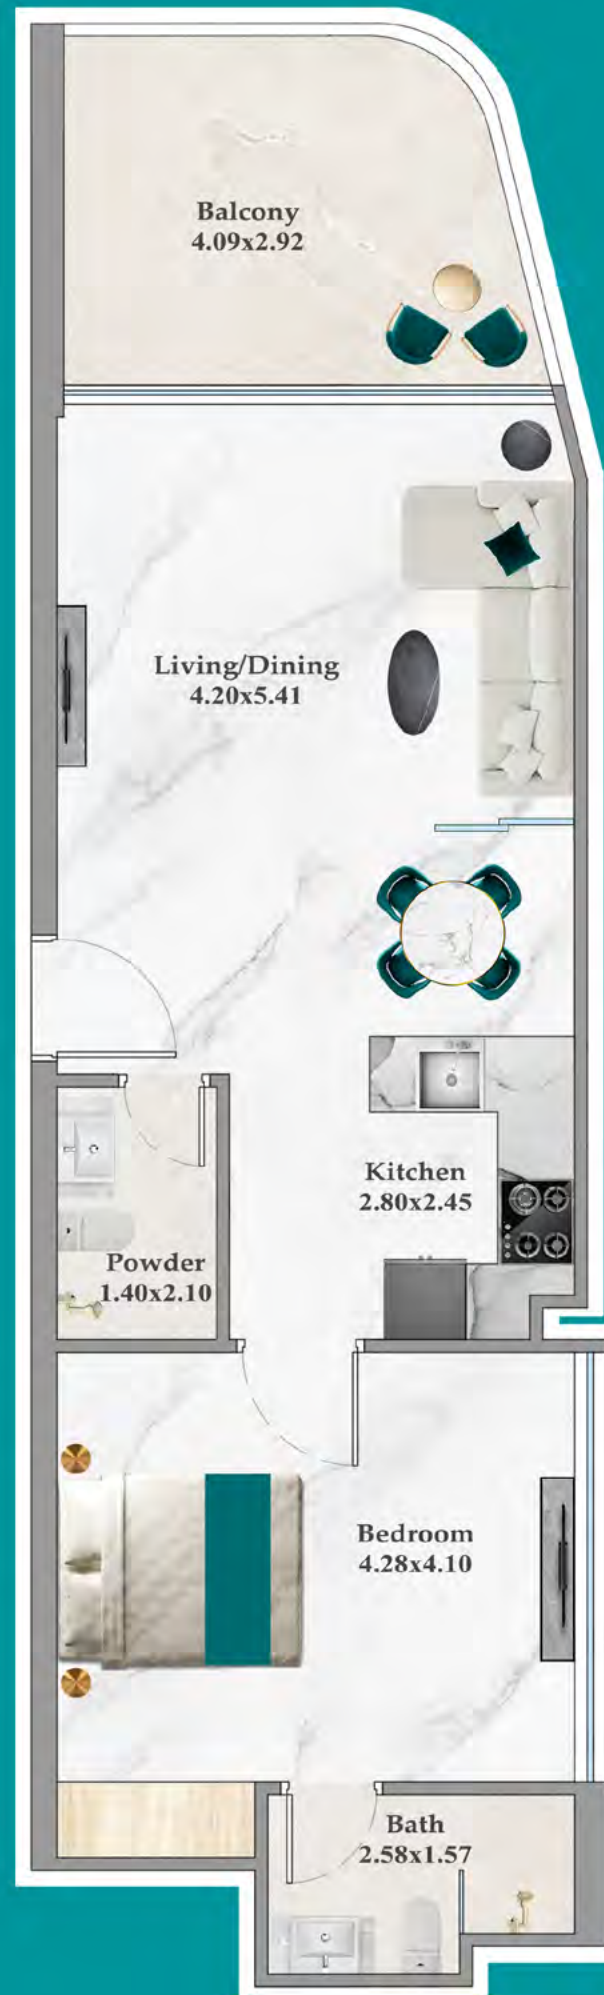 Balcony
4.09x2.92
Living/Dining
4.20x5.41
Kitchen
2.80x2.45
Powder
1.40x2.10
Bedroom
4.28x4.10
Bath
2.58x1.57